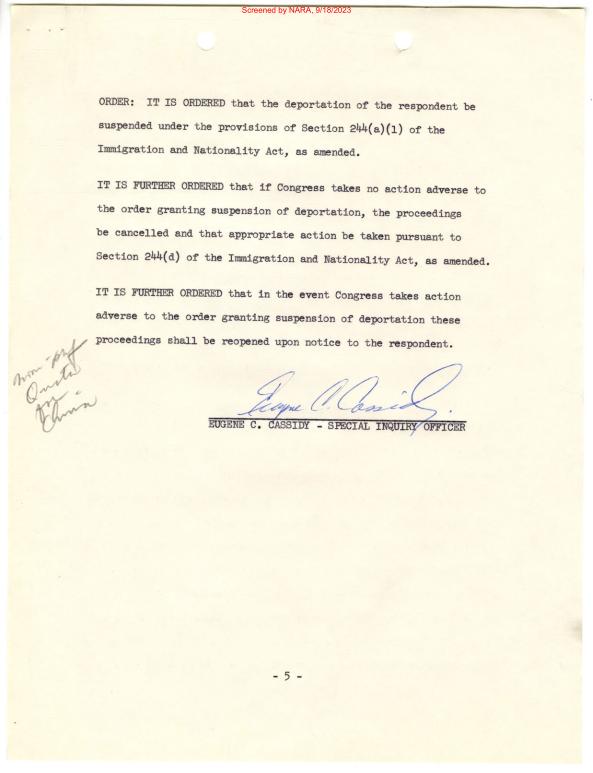 Screened by NARA, 9/18/2023
ORDER: IT IS ORDERED that the deportation of the respondent be
suspended under the provisions of Section 244(a)(1) of the
Immigration and Nationality Act, as amended.
IT IS FURTHER ORDERED that if Congress takes no action adverse to
the order granting suspension of deportation, the proceedings
be cancelled and that appropriate action be taken pursuant to
Section 244(d) of the Immigration and Nationality Act, as amended.
IT IS FURTHER ORDERED that in the event Congress takes action
adverse to the order granting suspension of deportation these
proceedings shall be reopened upon notice to the respondent.
non-prf
Quota
for
China
Eugene C. Cassidy.
EUGENE C. CASSIDY - SPECIAL INQUIRY OFFICER
- 5 -